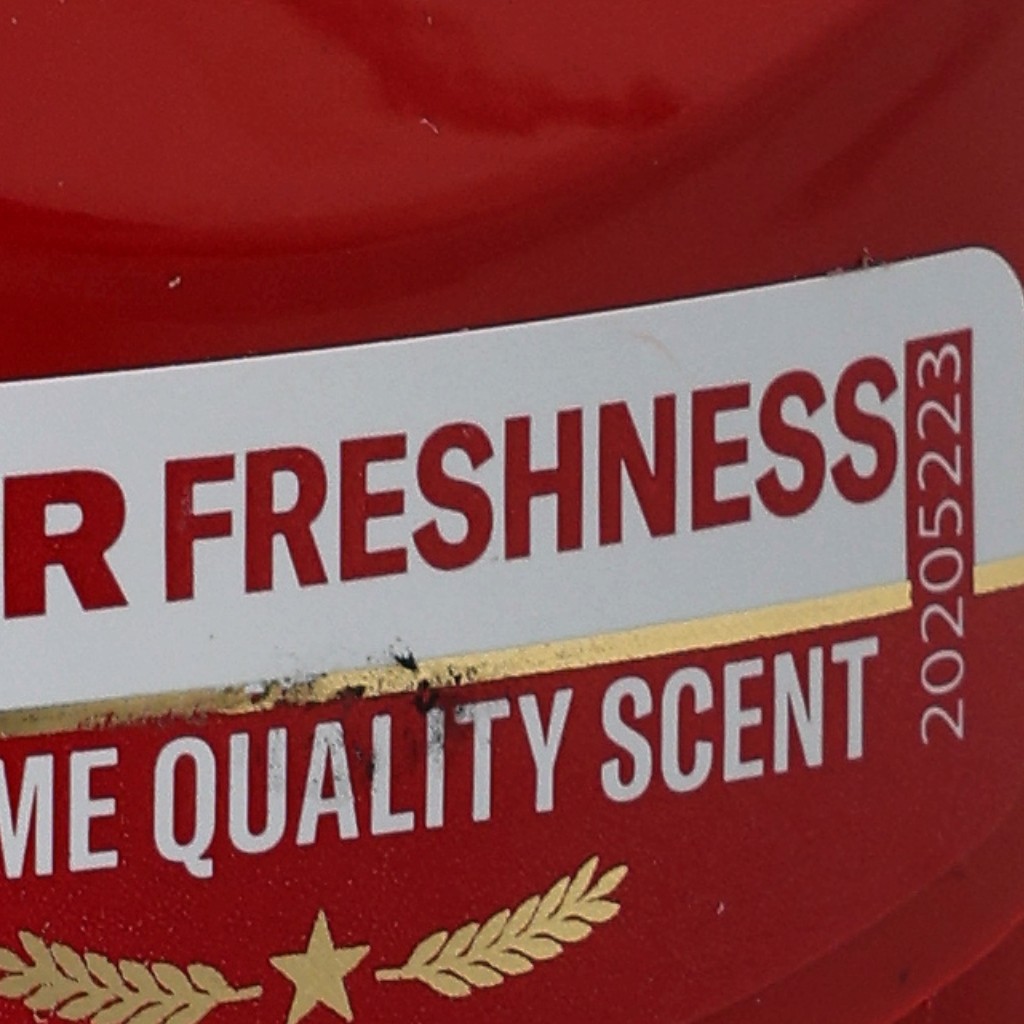 R FRESHNESS
ME QUALITY SCENT
20205223